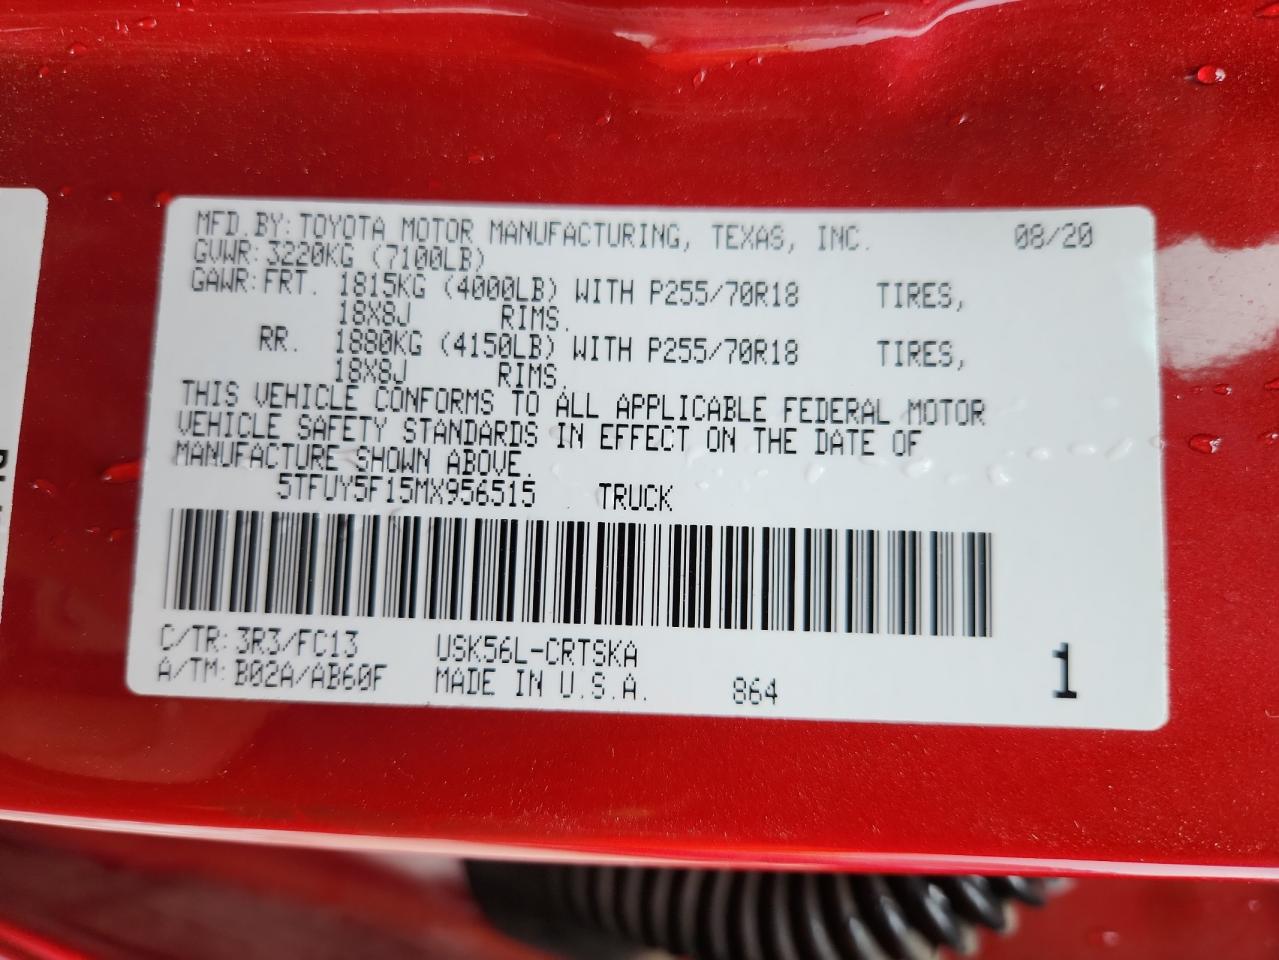 MFD. BY: TOYOTA MOTOR MANUFACTURING, TEXAS, INC. 08/20
GVWR: 3220KG (7100LB)
GAWR: FRT. 1815KG (4000LB) WITH P255/70R18 TIRES,
18X8J RIMS.
RR. 1880KG (4150LB) WITH P255/70R18 TIRES,
18X8J RIMS.
THIS VEHICLE CONFORMS TO ALL APPLICABLE FEDERAL MOTOR
VEHICLE SAFETY STANDARDS IN EFFECT ON THE DATE OF
MANUFACTURE SHOWN ABOVE.
5TFUY5F15MX956515 TRUCK
C/TR: 3R3/FC13 USK56L-CRTSKA
A/TM: B02A/AB60F MADE IN U.S.A. 864 1